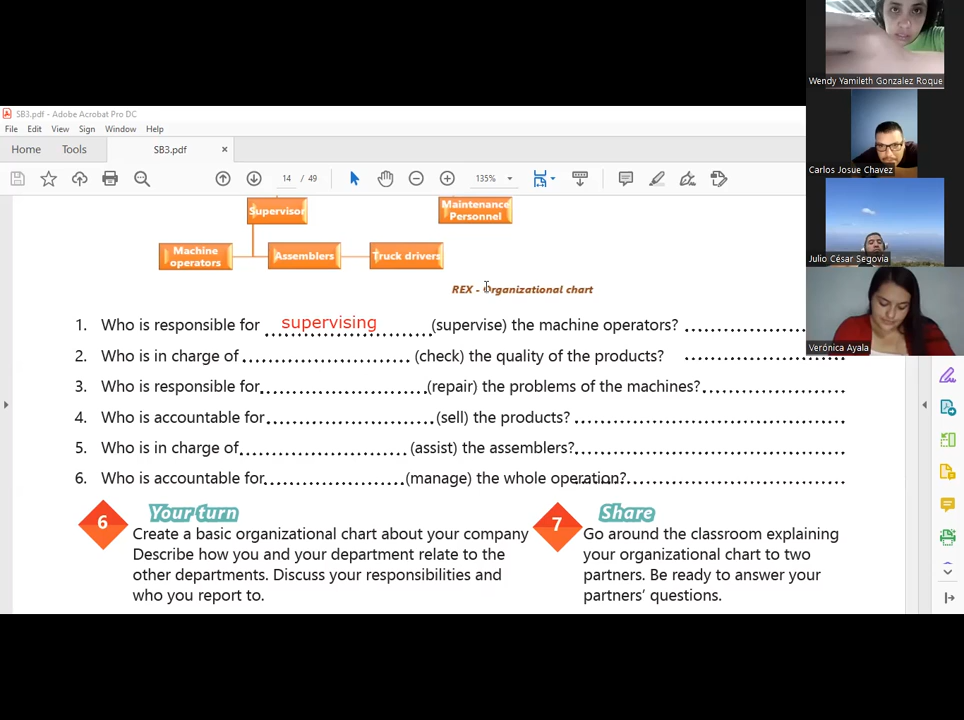 Wendy Yamileth Gonzalez Roque
SB3.pdf - Adobe Acrobat Pro DC
File Edit View Sign Window Help
Home Tools SB3.pdf ×
14 / 49 135%
Carlos Josue Chavez
Supervisor
Maintenance
Personnel
Machine
operators
Assemblers
Truck drivers
Julio César Segovia
REX - Organizational chart
1. Who is responsible for supervising (supervise) the machine operators?
Verónica Ayala
2. Who is in charge of (check) the quality of the products?
3. Who is responsible for (repair) the problems of the machines?
4. Who is accountable for (sell) the products?
5. Who is in charge of (assist) the assemblers?
6. Who is accountable for (manage) the whole operation?
6 Your turn
Create a basic organizational chart about your company
Describe how you and your department relate to the
other departments. Discuss your responsibilities and
who you report to.
7 Share
Go around the classroom explaining
your organizational chart to two
partners. Be ready to answer your
partners' questions.